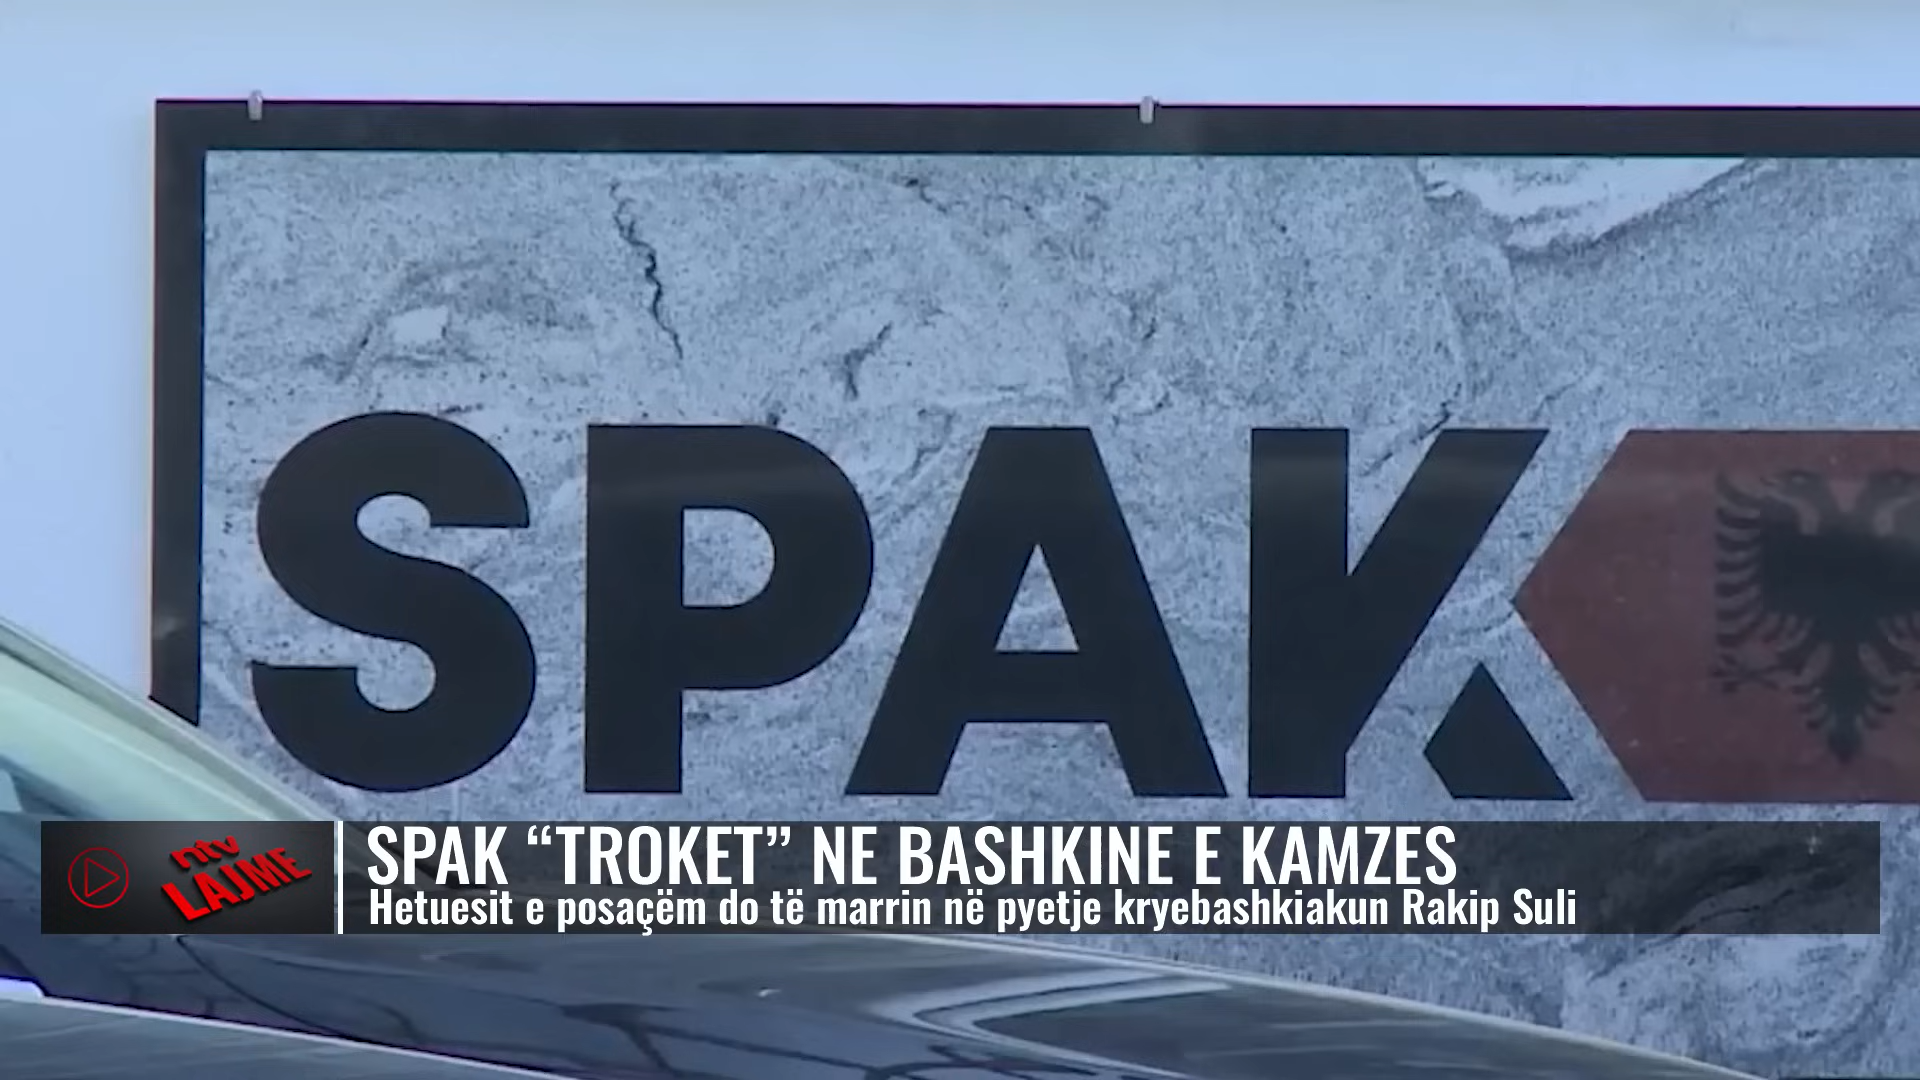 SPAK
ntv
LAJME
SPAK “TROKET” NE BASHKINE E KAMZES
Hetuesit e posaçëm do të marrin në pyetje kryebashkiakun Rakip Suli